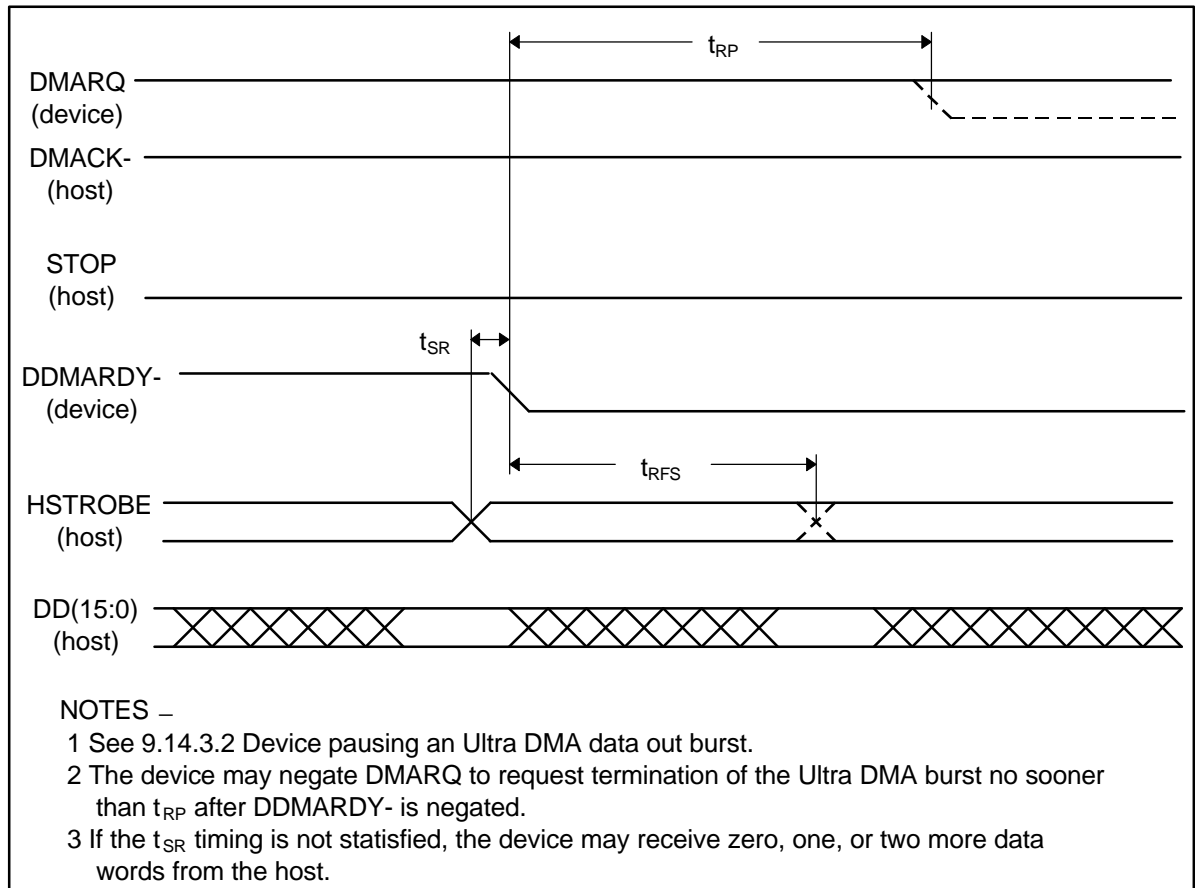 tRP
DMARQ
(device)
DMACK-
(host)
STOP
(host)
tSR
DDMARDY-
(device)
tRFS
HSTROBE
(host)
DD(15:0)
(host)
NOTES –
1 See 9.14.3.2 Device pausing an Ultra DMA data out burst.
2 The device may negate DMARQ to request termination of the Ultra DMA burst no sooner
than tRP after DDMARDY- is negated.
3 If the tSR timing is not statisfied, the device may receive zero, one, or two more data
words from the host.